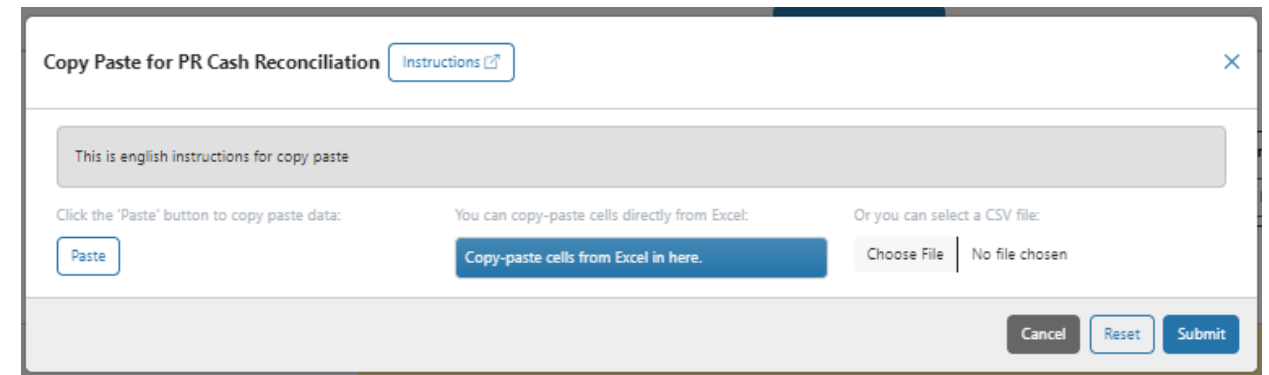 Copy Paste for PR Cash Reconciliation Instructions
This is english instructions for copy paste
Click the 'Paste' button to copy paste data: You can copy-paste cells directly from Excel: Or you can select a CSV file:
Paste Copy-paste cells from Excel in here. Choose File No file chosen
Cancel Reset Submit